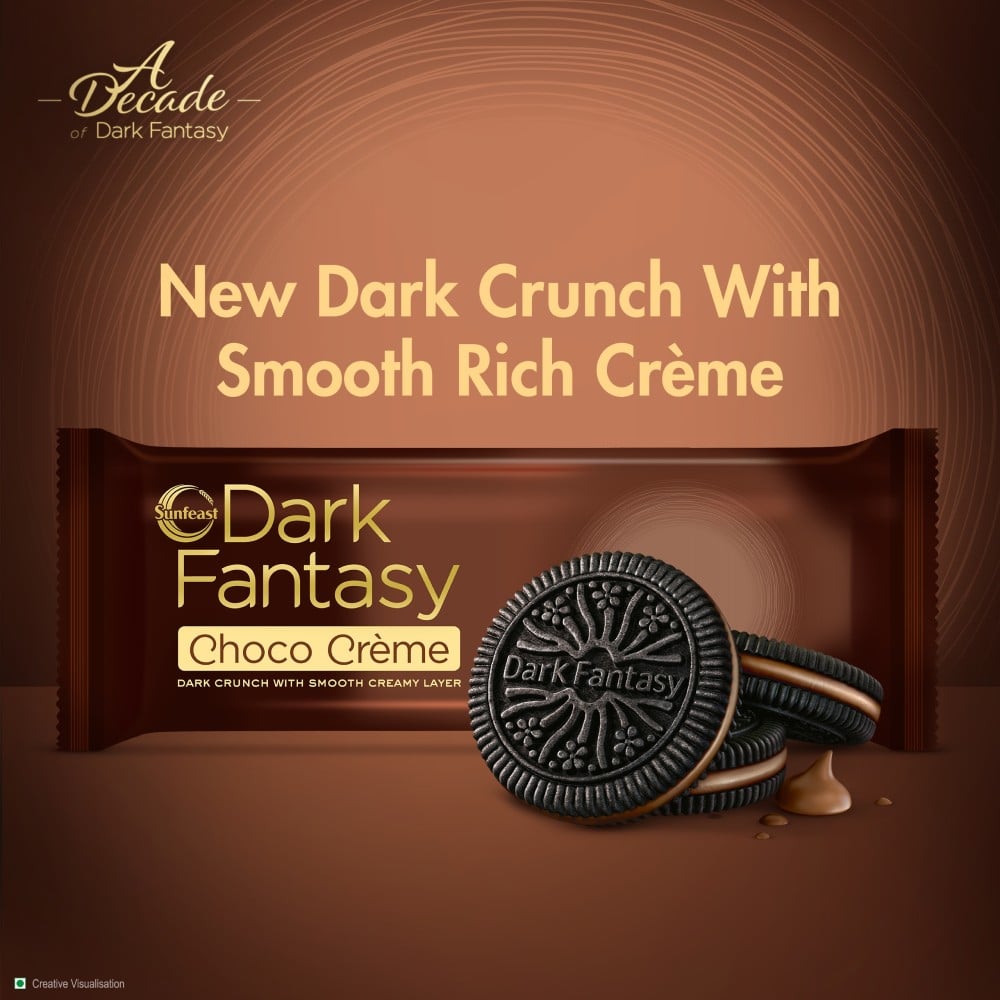 A
Decade
of Dark Fantasy
New Dark Crunch With
Smooth Rich Crème
Sunfeast
Dark
Fantasy
Choco Crème
DARK CRUNCH WITH SMOOTH CREAMY LAYER
Dark Fantasy
Creative Visualisation